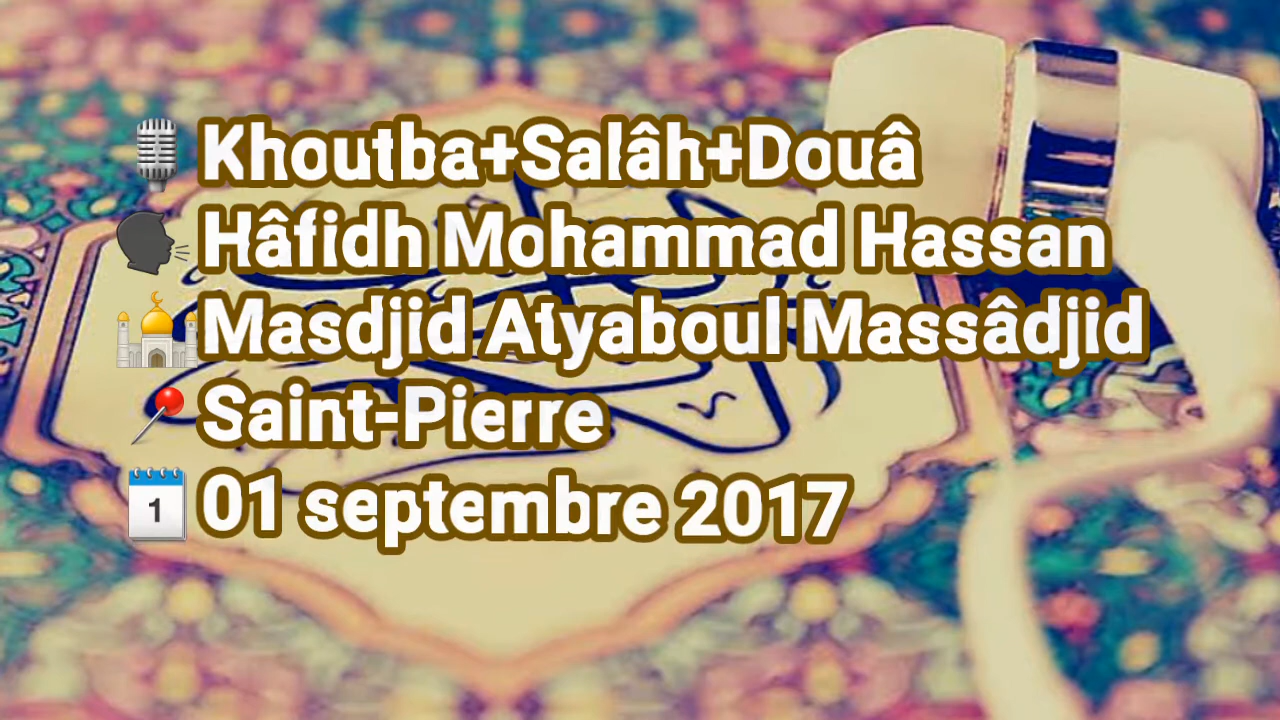 🎙️ Khoutba+Salâh+Douâ
🗣️ Hâfidh Mohammad Hassan
🕌 Masdjid Atyaboul Massâdjid
📍 Saint-Pierre
🗓️ 01 septembre 2017